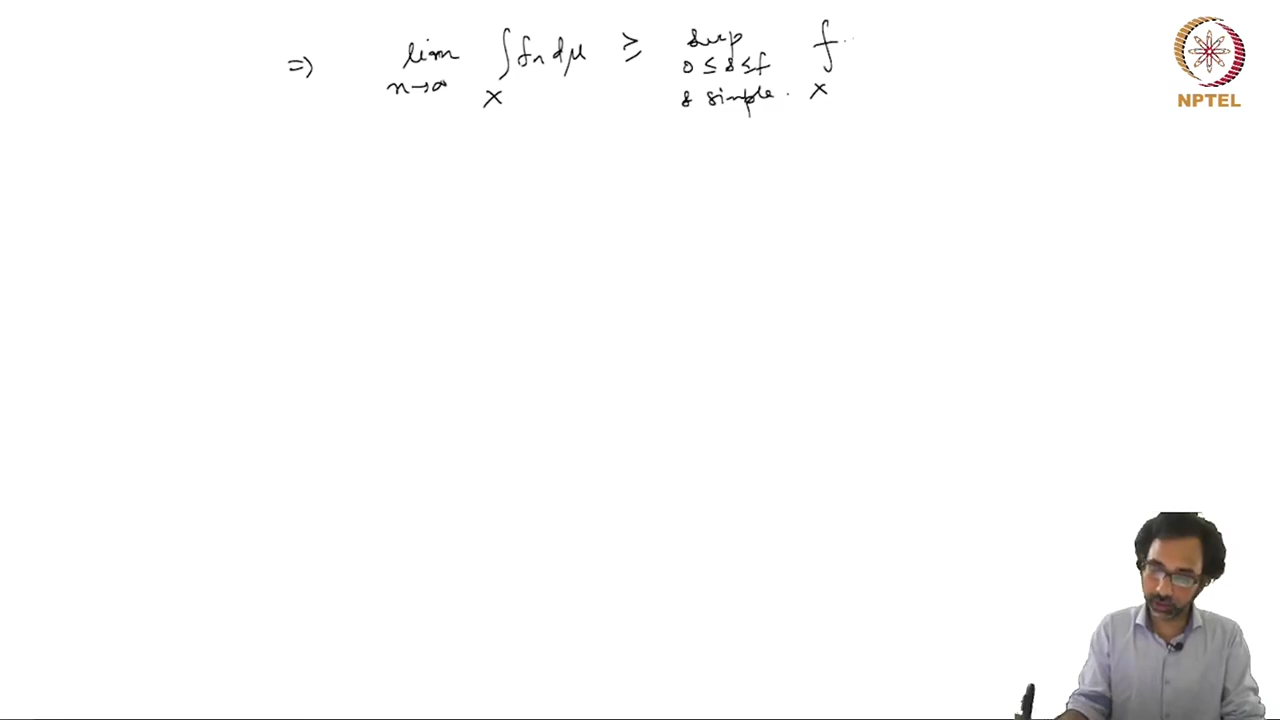 ⇒ lim n→∞ ∫X fn dμ ≥ sup 0 ≤ s ≤ f s simple. ∫X
NPTEL